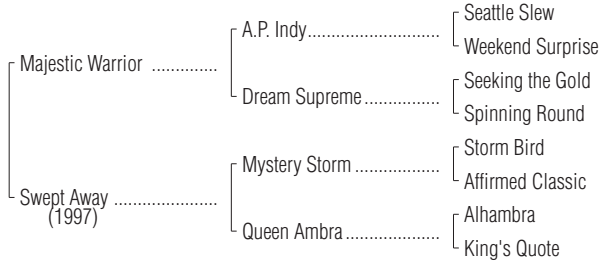 Seattle Slew
A.P. Indy
Weekend Surprise
Majestic Warrior
Seeking the Gold
Dream Supreme
Spinning Round
Storm Bird
Mystery Storm
Affirmed Classic
Swept Away
(1997)
Alhambra
Queen Ambra
King's Quote